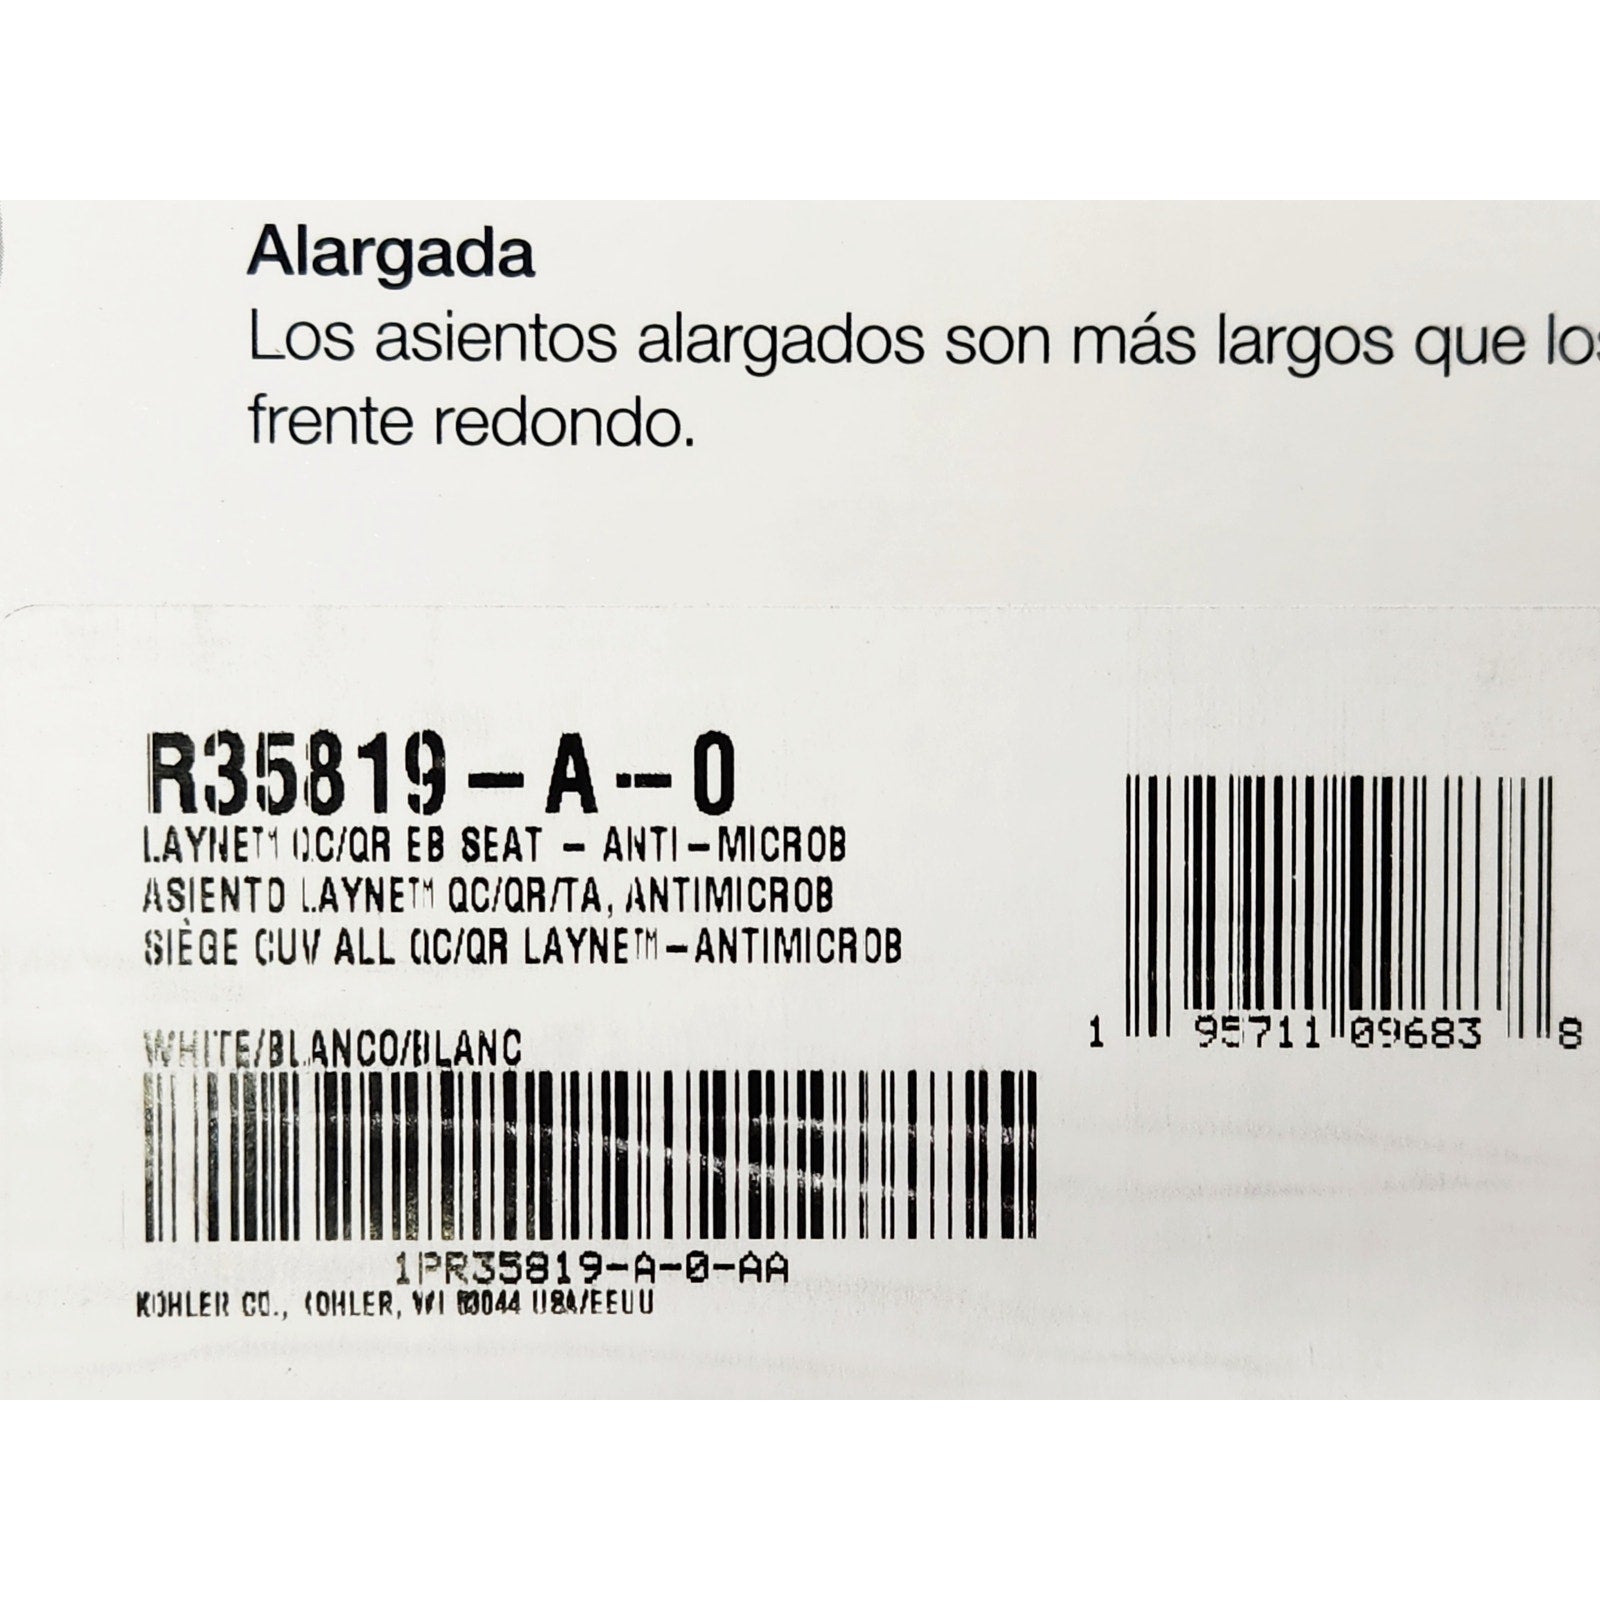 Alargada
Los asientos alargados son más largos que los
frente redondo.
R35819-A-0
LAYNE™ QC/QR EB SEAT - ANTI-MICROB
ASIENTO LAYNE™ QC/QR/TA, ANTIMICROB
SIÈGE CUV ALL QC/QR LAYNE™-ANTIMICROB
WHITE/BLANCO/BLANC
1 95711 09683 8
1PR35819-A-0-AA
KOHLER CO., KOHLER, WI 53044 USA/EEUU